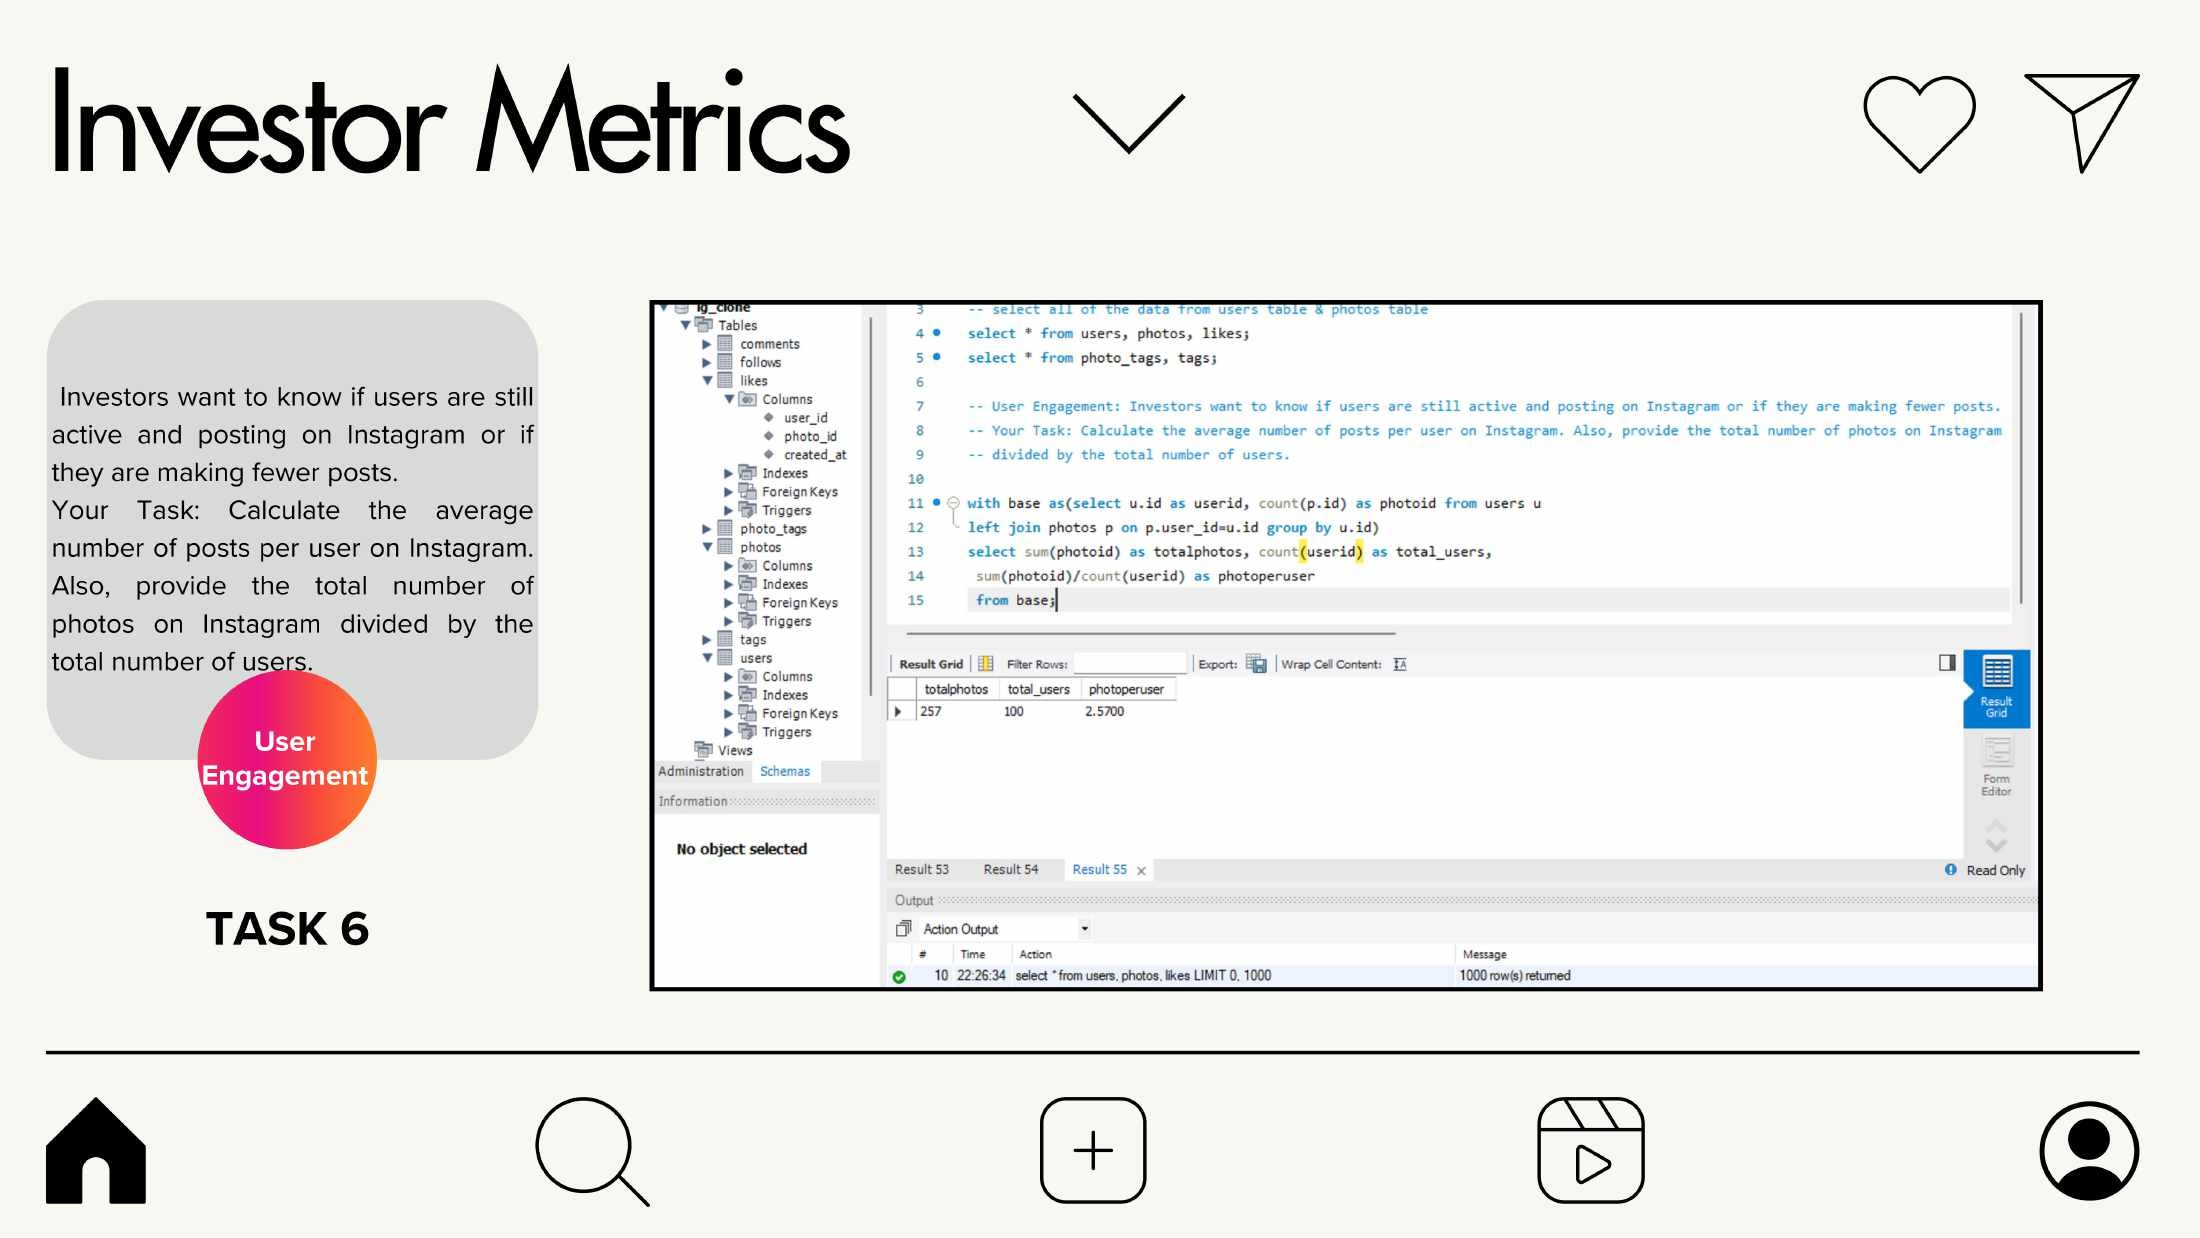 Investor Metrics
Investors want to know if users are still
active and posting on Instagram or if
they are making fewer posts.
Your Task: Calculate the average
number of posts per user on Instagram.
Also, provide the total number of
photos on Instagram divided by the
total number of users.
User
Engagement
TASK 6
ig_clone
Tables
comments
follows
likes
Columns
user_id
photo_id
created_at
Indexes
Foreign Keys
Triggers
photo_tags
photos
Columns
Indexes
Foreign Keys
Triggers
tags
users
Columns
Indexes
Foreign Keys
Triggers
Views
Administration Schemas
Information
No object selected
3 -- select all of the data from users table & photos table
4 select * from users, photos, likes;
5 select * from photo_tags, tags;
6
7 -- User Engagement: Investors want to know if users are still active and posting on Instagram or if they are making fewer posts.
8 -- Your Task: Calculate the average number of posts per user on Instagram. Also, provide the total number of photos on Instagram
9 -- divided by the total number of users.
10
11 with base as(select u.id as userid, count(p.id) as photoid from users u
12 left join photos p on p.user_id=u.id group by u.id)
13 select sum(photoid) as totalphotos, count(userid) as total_users,
14 sum(photoid)/count(userid) as photoperuser
15 from base;
Result Grid Filter Rows: Export: Wrap Cell Content:
totalphotos total_users photoperuser
257 100 2.5700
Result
Grid
Form
Editor
Result 53 Result 54 Result 55
Read Only
Output
Action Output
# Time Action Message
10 22:26:34 select * from users, photos, likes LIMIT 0, 1000 1000 row(s) returned